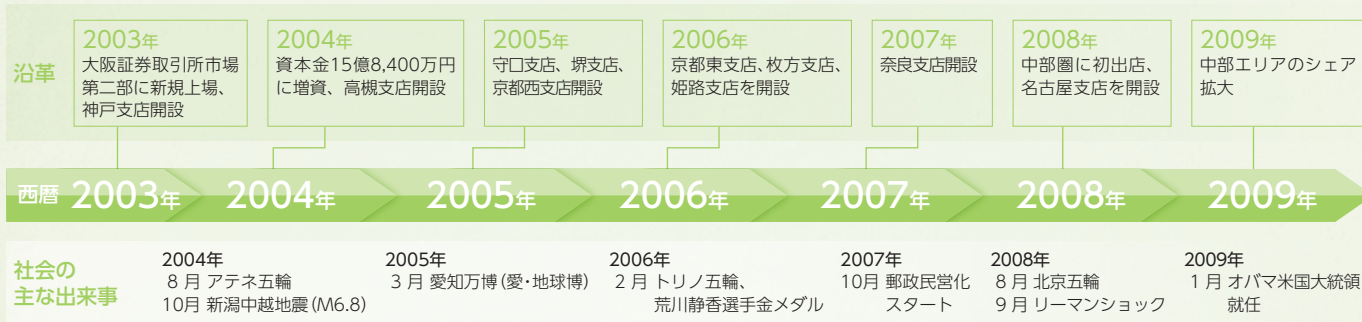 沿革
2003年
大阪証券取引所市場
第二部に新規上場、
神戸支店開設
2004年
資本金15億8,400万円
に増資、高槻支店開設
2005年
守口支店、堺支店、
京都西支店開設
2006年
京都東支店、枚方支店、
姫路支店を開設
2007年
奈良支店開設
2008年
中部圏に初出店、
名古屋支店を開設
2009年
中部エリアのシェア
拡大
西暦 2003年 2004年 2005年 2006年 2007年 2008年 2009年
社会の
主な出来事
2004年
8月 アテネ五輪
10月 新潟中越地震(M6.8)
2005年
3月 愛知万博(愛・地球博)
2006年
2月 トリノ五輪、
荒川静香選手金メダル
2007年
10月 郵政民営化
スタート
2008年
8月 北京五輪
9月 リーマンショック
2009年
1月 オバマ米国大統領
就任